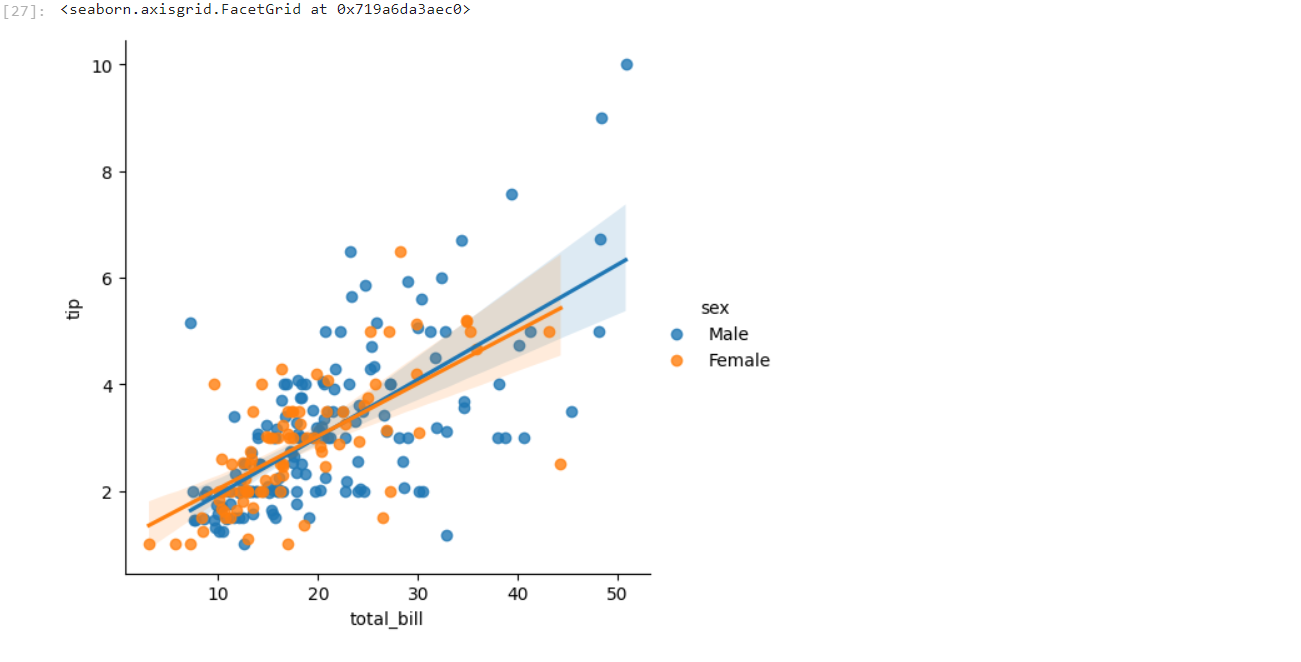 [27]: <seaborn.axisgrid.FacetGrid at 0x719a6da3aec0>
10
8
6
4
2
tip
10 20 30 40 50
total_bill
sex
Male
Female